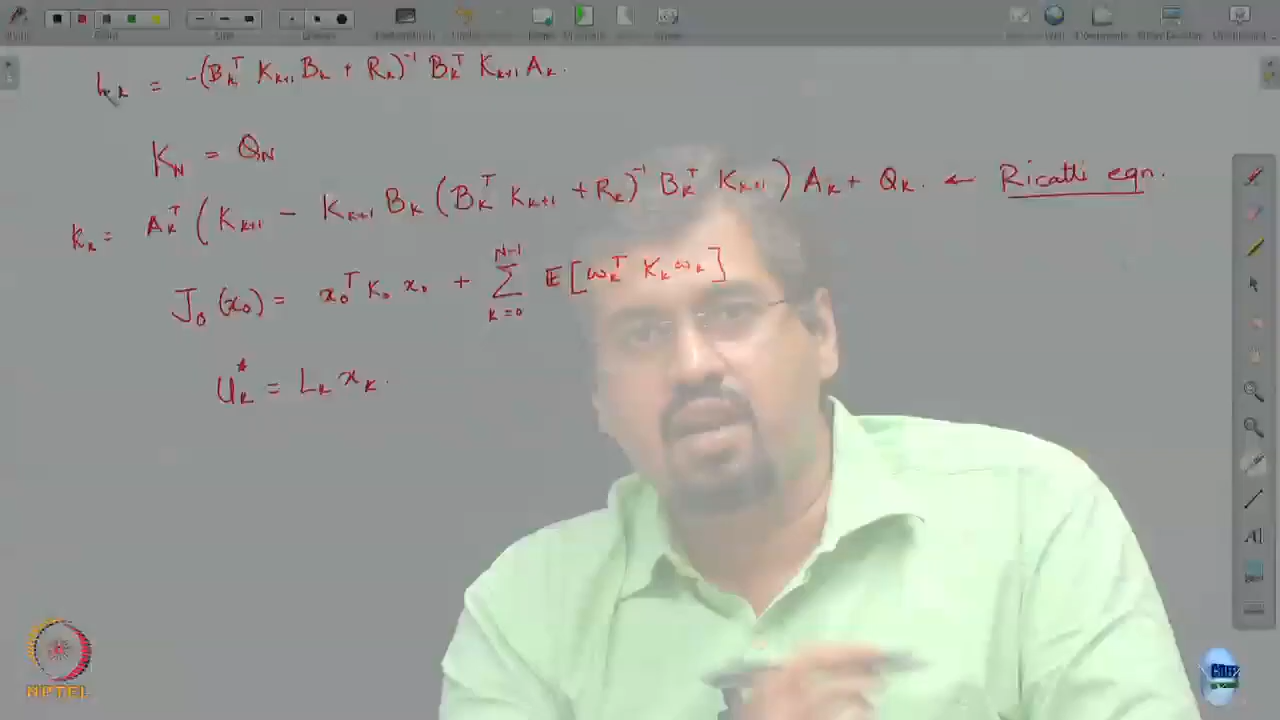 L_k = -(B_k^T K_{k+1} B_k + R_k)^{-1} B_k^T K_{k+1} A_k.
K_N = Q_N
K_k = A_k^T (K_{k+1} - K_{k+1} B_k (B_k^T K_{k+1} + R_k)^{-1} B_k^T K_{k+1}) A_k + Q_k. ← Ricatti eqn.
J_0(x_0) = x_0^T K_0 x_0 + \sum_{k=0}^{N-1} 𝔼[w_k^T K_k w_k]
U_k^* = L_k x_k.
NPTEL